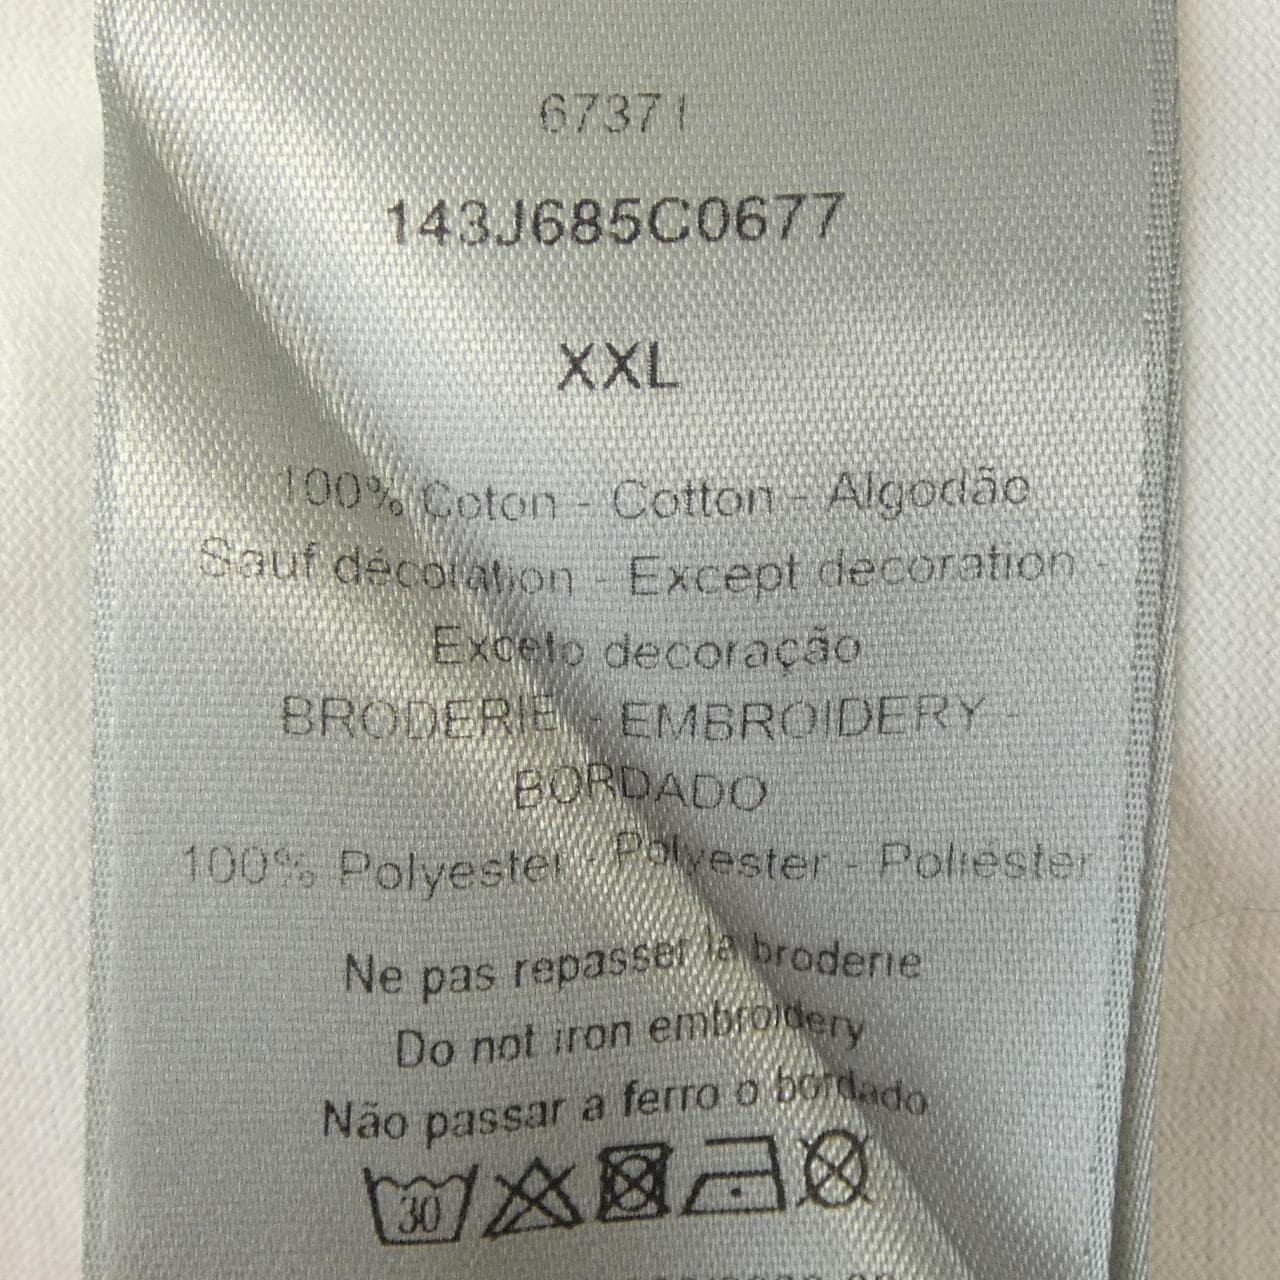 67371
143J685C0677
XXL
100% Coton - Cotton - Algodão
Sauf décoration - Except decoration -
Exceto decoração
BRODERIE - EMBROIDERY -
BORDADO
100% Polyester - Polyester - Poliéster
Ne pas repasser la broderie
Do not iron embroidery
Não passar a ferro o bordado
30